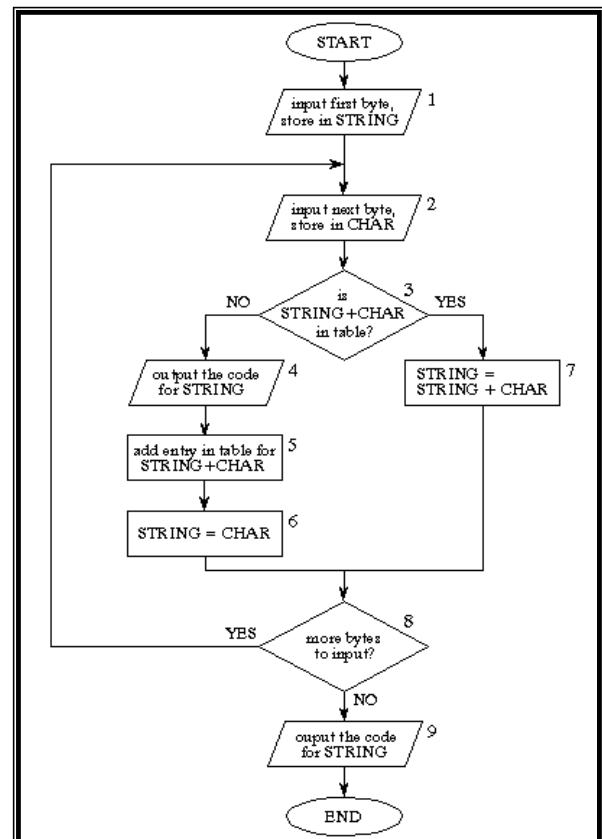 START
input first byte,
store in STRING
1
input next byte,
store in CHAR
2
is
STRING+CHAR
in table?
3
NO
YES
output the code
for STRING
4
STRING =
STRING + CHAR
7
add entry in table for
STRING+CHAR
5
STRING = CHAR
6
more bytes
to input?
8
YES
NO
ouput the code
for STRING
9
END